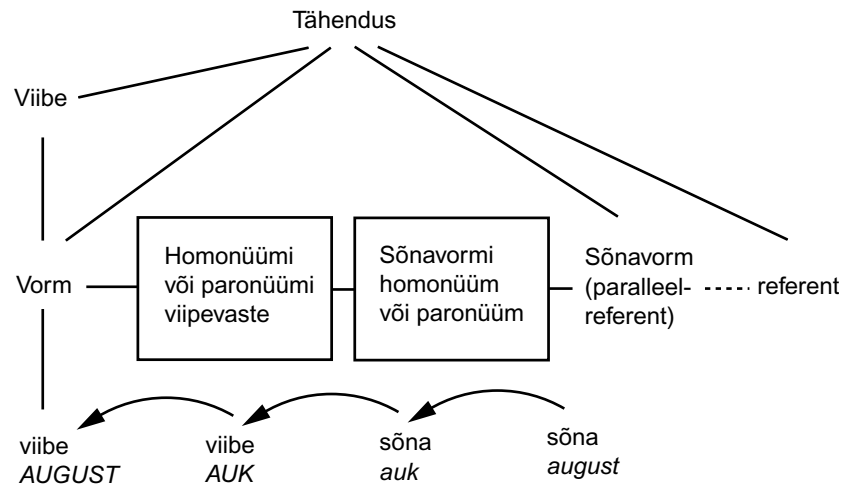 Tähendus
Viibe
Vorm
Homonüümi
või paronüümi
viipevaste
Sõnavormi
homonüüm
või paronüüm
Sõnavorm
(paralleel-
referent)
referent
viibe
AUGUST
viibe
AUK
sõna
auk
sõna
august